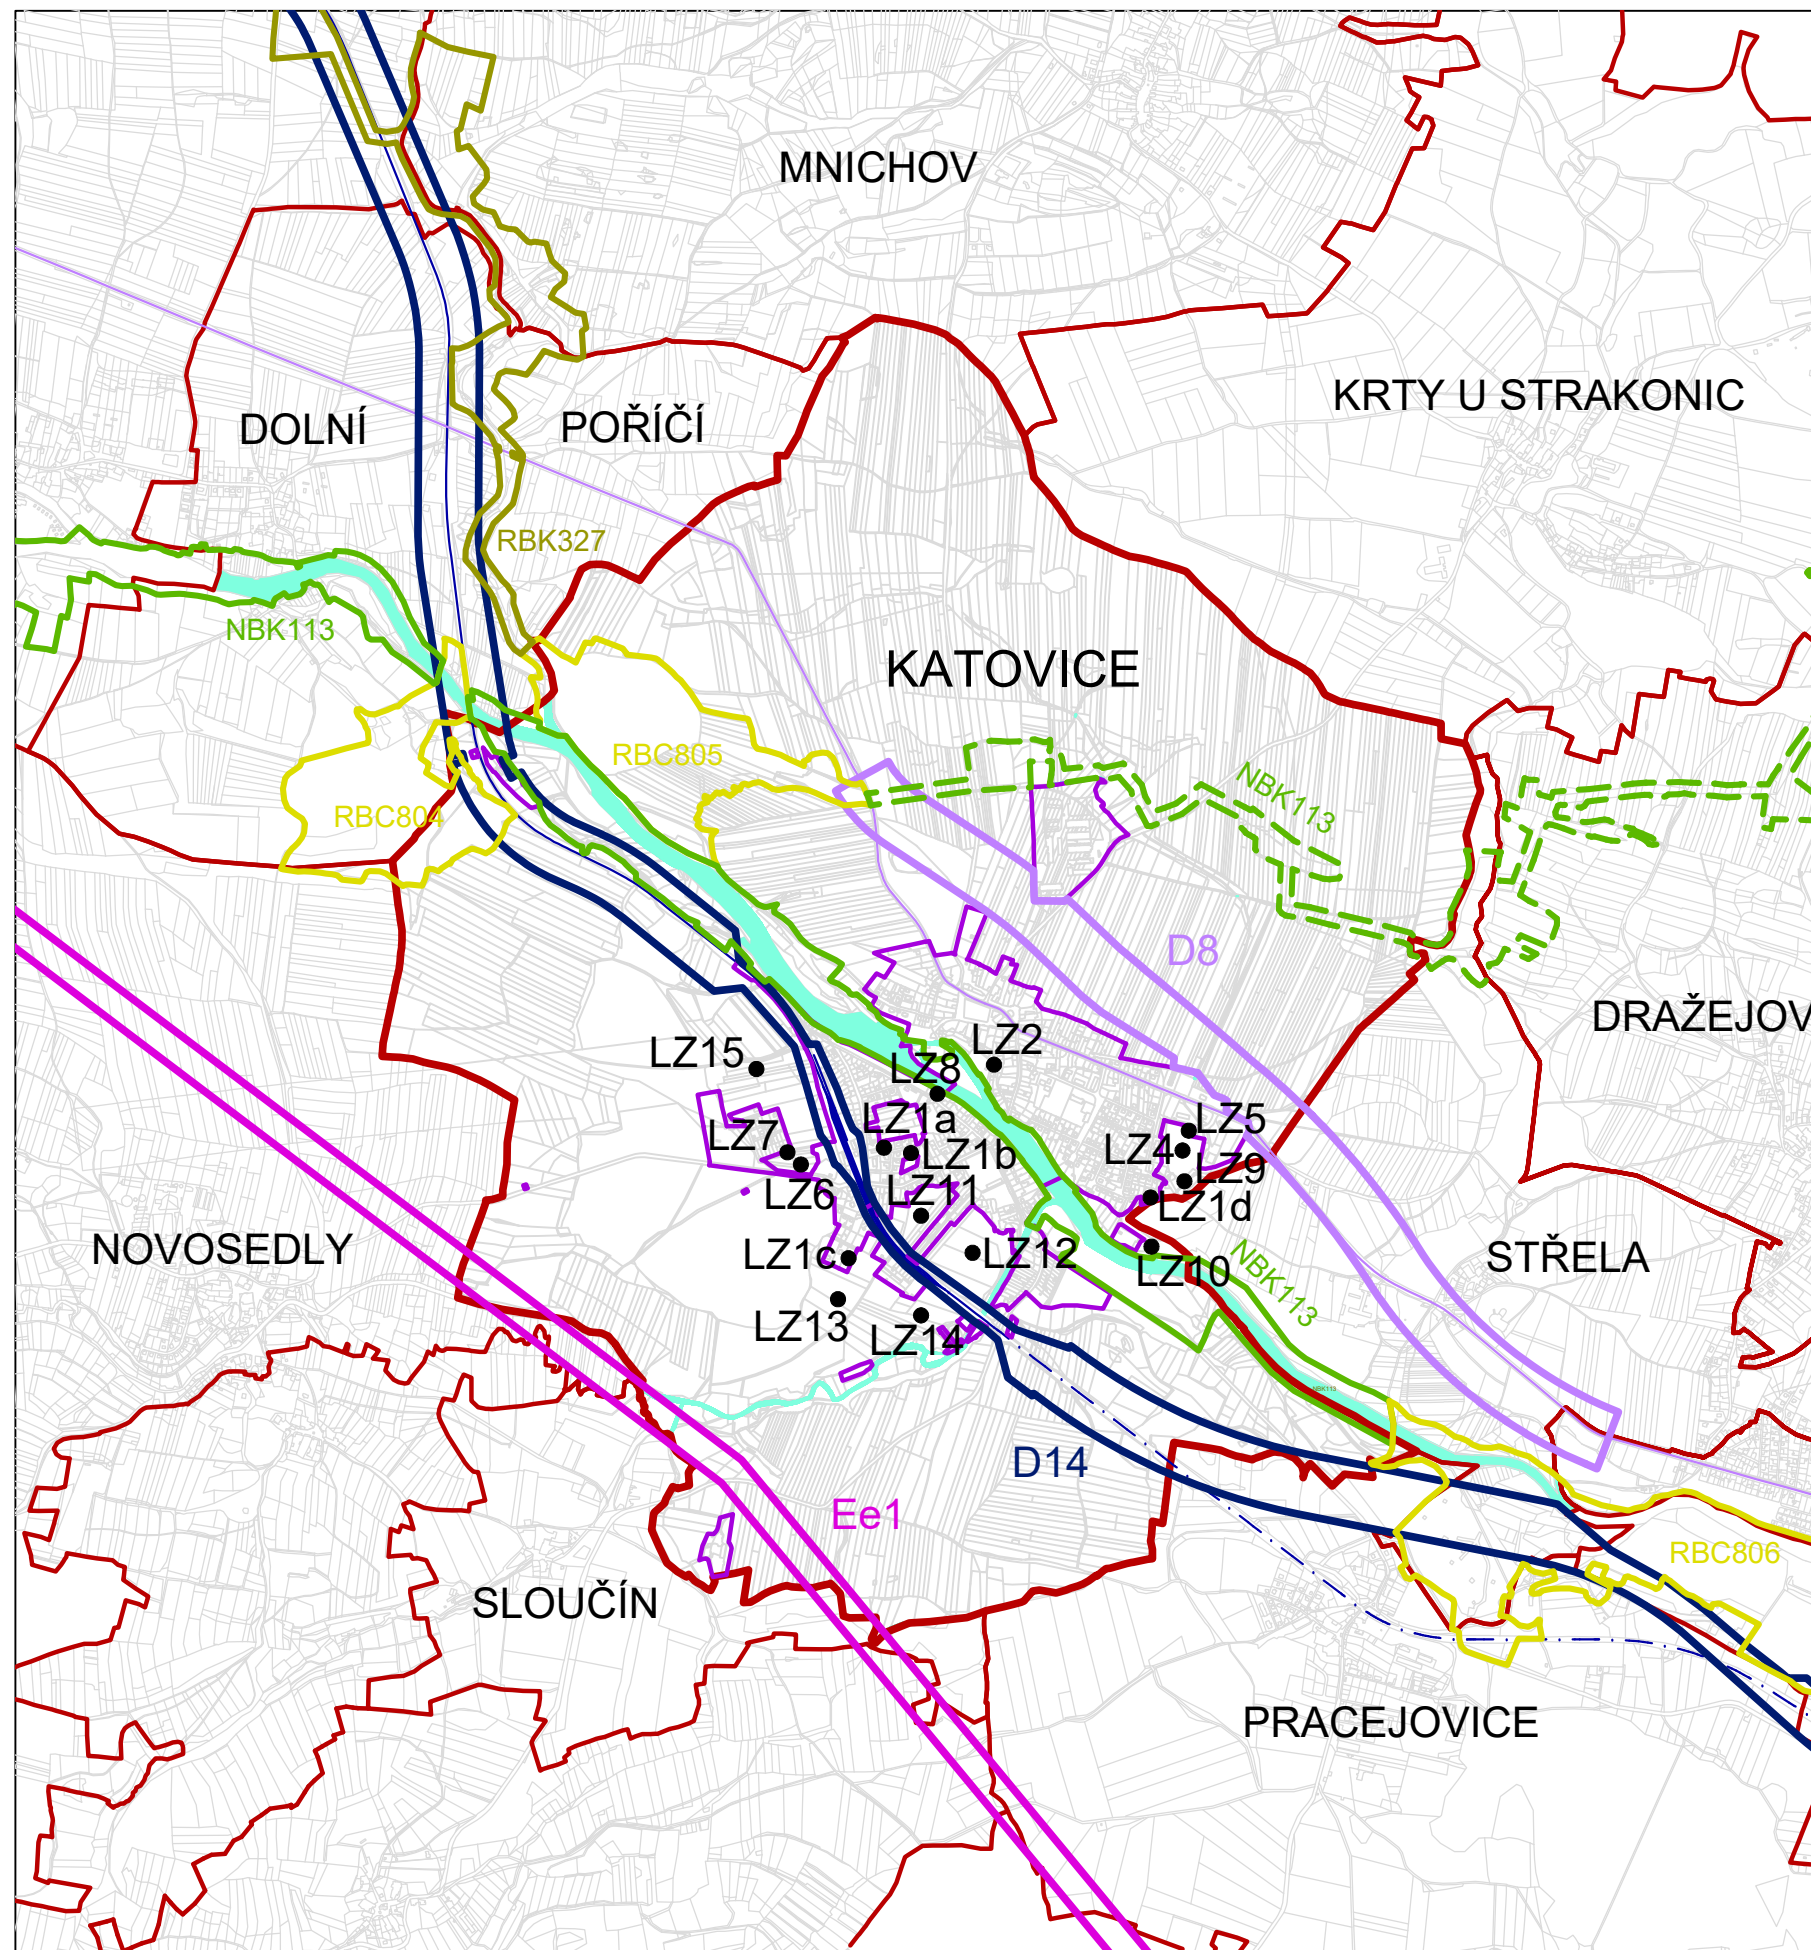 MNICHOV
KRTY U STRAKONIC
DOLNÍ POŘÍČÍ
RBK327
NBK113
KATOVICE
RBC805
NBK113
RBC804
D8
DRAŽEJOV
LZ2
LZ15
LZ8
LZ1a
LZ5
LZ7
LZ4
LZ1b
LZ9
LZ6
LZ11
LZ1d
NOVOSEDLY
LZ1c
LZ12
LZ10
NBK113
STŘELA
LZ13
LZ14
NBK113
D14
Ee1
RBC806
SLOUČÍN
PRACEJOVICE